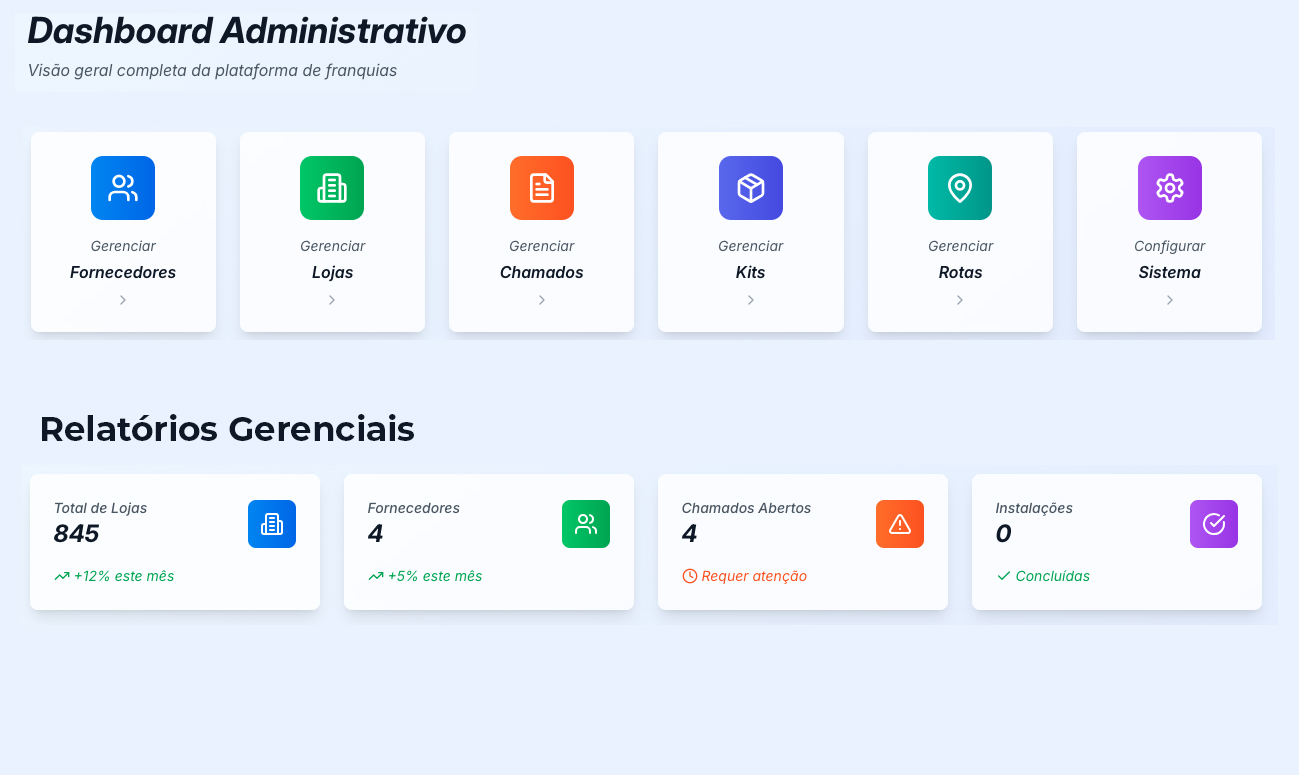 Dashboard Administrativo
Visão geral completa da plataforma de franquias
Gerenciar
Fornecedores
Gerenciar
Lojas
Gerenciar
Chamados
Gerenciar
Kits
Gerenciar
Rotas
Configurar
Sistema
Relatórios Gerenciais
Total de Lojas
845
+12% este mês
Fornecedores
4
+5% este mês
Chamados Abertos
4
Requer atenção
Instalações
0
Concluídas